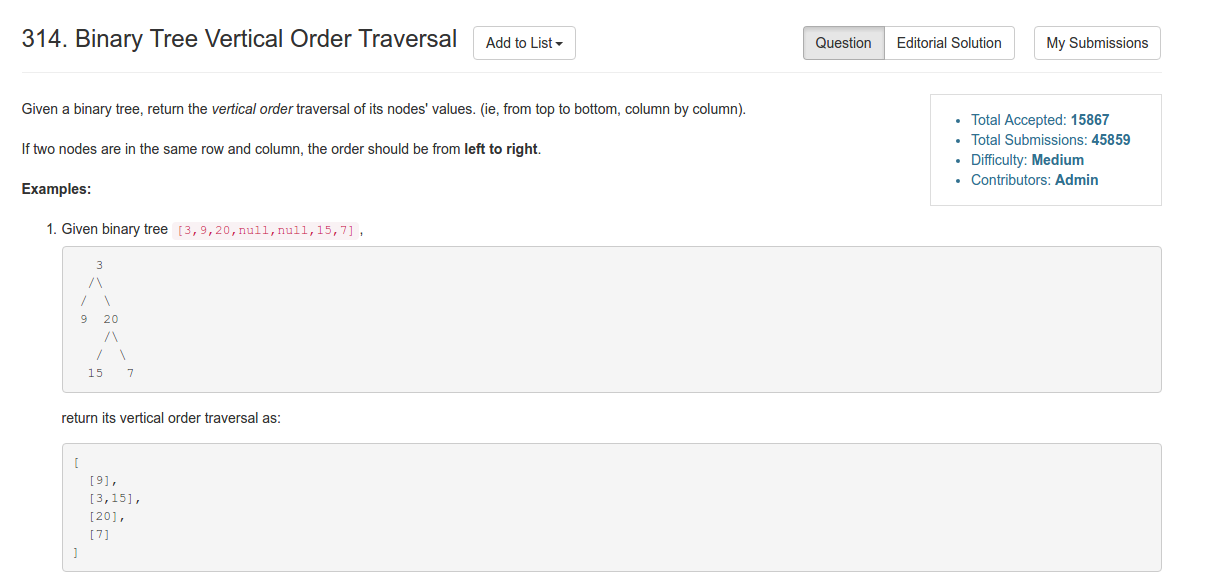 314. Binary Tree Vertical Order Traversal
Add to List
Question
Editorial Solution
My Submissions
Given a binary tree, return the vertical order traversal of its nodes' values. (ie, from top to bottom, column by column).
If two nodes are in the same row and column, the order should be from left to right.
Examples:
Total Accepted: 15867
Total Submissions: 45859
Difficulty: Medium
Contributors: Admin
1. Given binary tree [3,9,20,null,null,15,7],
3
/\
/  \
9  20
/\
/  \
15   7
return its vertical order traversal as:
[
[9],
[3,15],
[20],
[7]
]